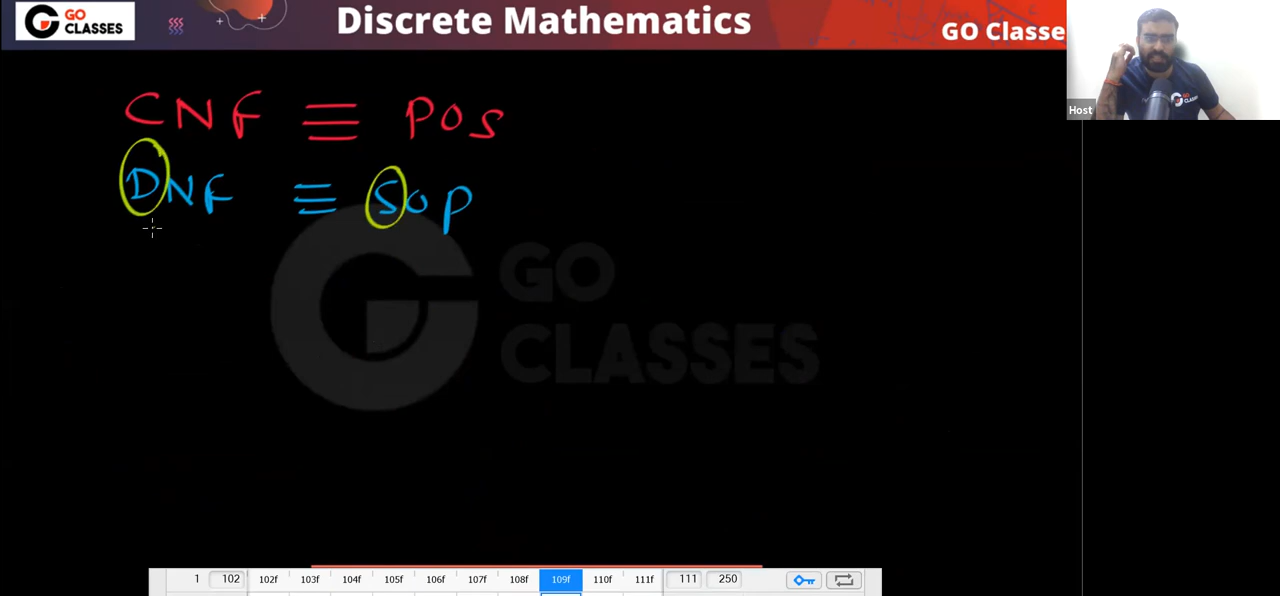 GO CLASSES
Discrete Mathematics
GO Classe
Host
CNF ≡ POS
DNF ≡ SOP
GO CLASSES
1 102 102f 103f 104f 105f 106f 107f 108f 109f 110f 111f 111 250